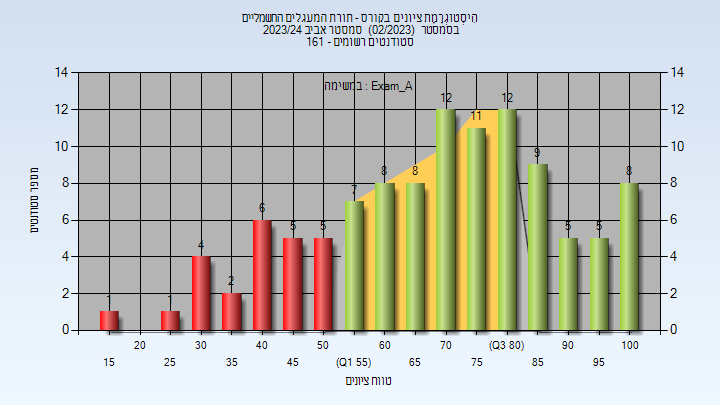 היסטוגרמת ציונים בקורס - תורת המעגלים החשמליים
בסמסטר (02/2023) סמסטר אביב 2023/24
סטודנטים רשומים - 161
במשימה : Exam_A
מספר סטודנטים
14 14
12 12
10 10
8 8
6 6
4 4
2 2
0 0
1 1 4 2 6 5 5 7 8 8 12 11 12 9 5 5 8
20 30 40 50 60 70 (Q3 80) 90 100
15 25 35 45 (Q1 55) 65 75 85 95
טווח ציונים